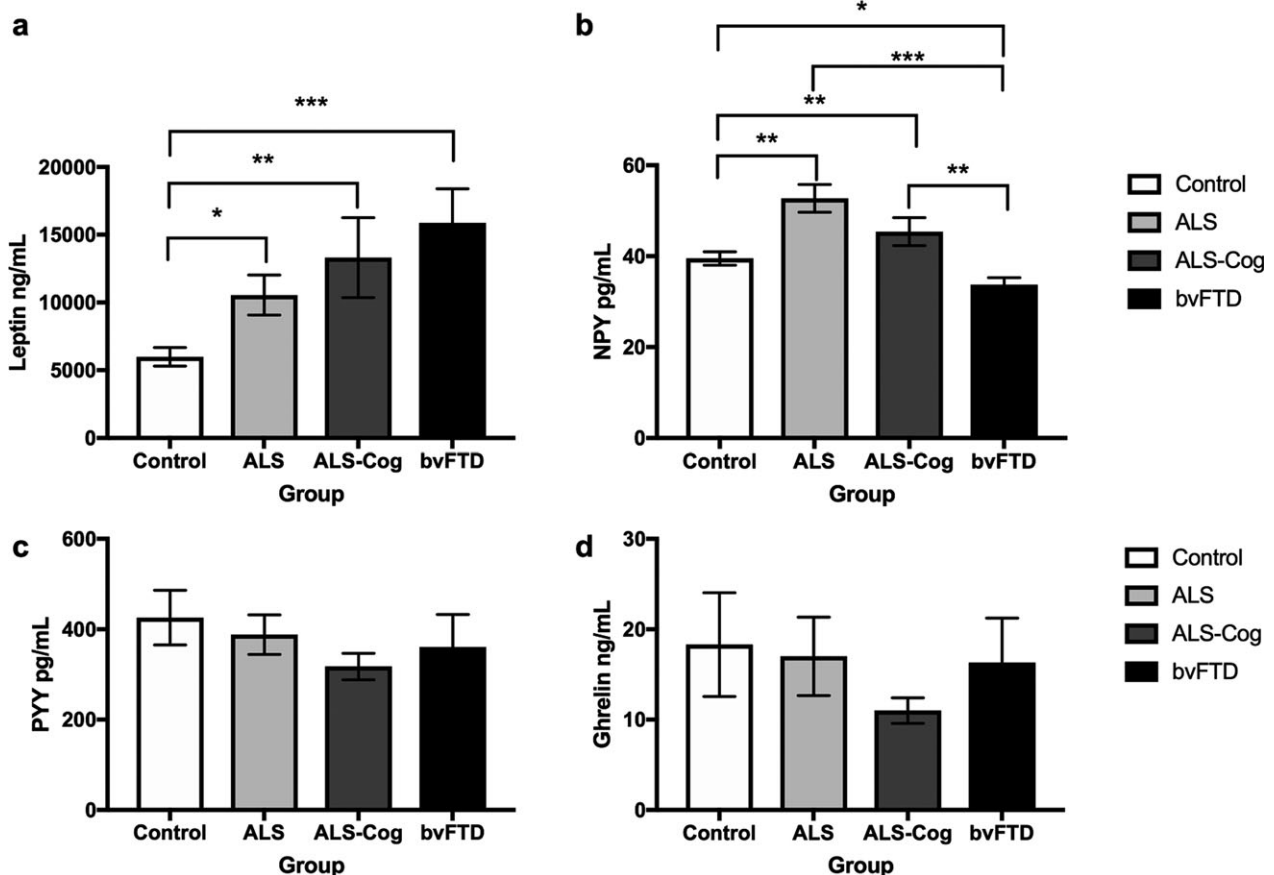 a
***
**
*
Leptin ng/mL
20000
15000
10000
5000
0
Control ALS ALS-Cog bvFTD
Group
b
*
***
**
**
**
NPY pg/mL
60
40
20
0
Control ALS ALS-Cog bvFTD
Group
Control
ALS
ALS-Cog
bvFTD
c
PYY pg/mL
600
400
200
0
Control ALS ALS-Cog bvFTD
Group
d
Ghrelin ng/mL
30
20
10
0
Control ALS ALS-Cog bvFTD
Group
Control
ALS
ALS-Cog
bvFTD